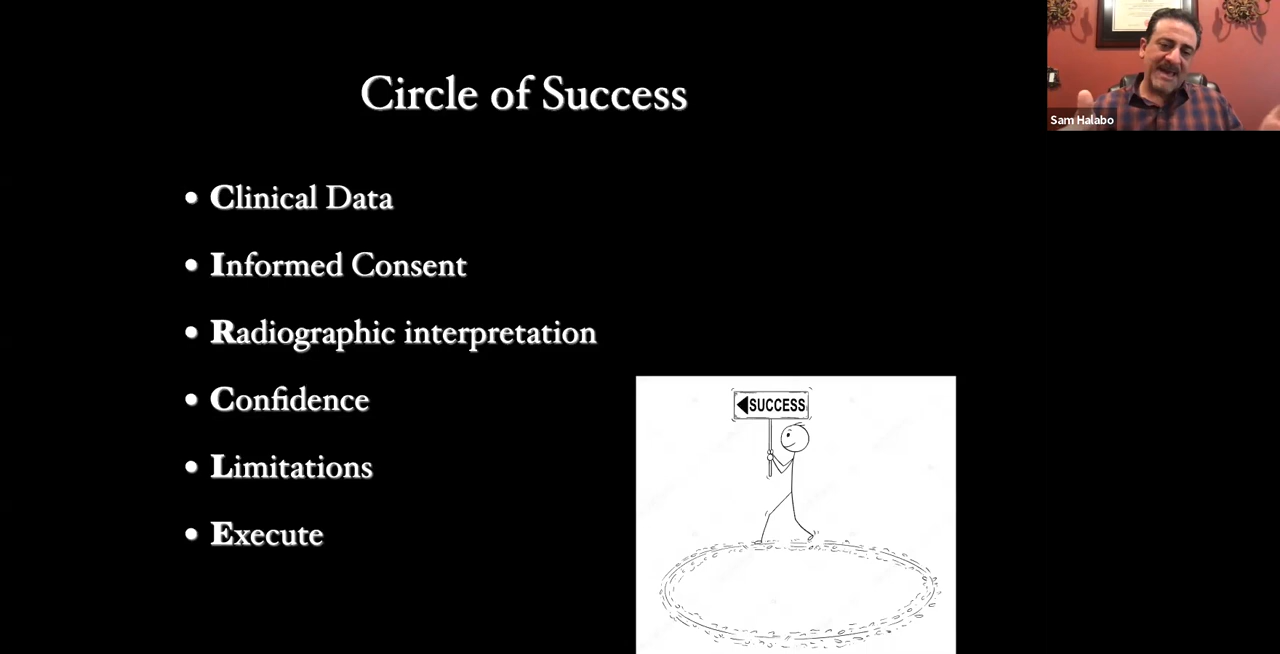 Circle of Success
Sam Halabo
• Clinical Data
• Informed Consent
• Radiographic interpretation
• Confidence
• Limitations
• Execute
SUCCESS